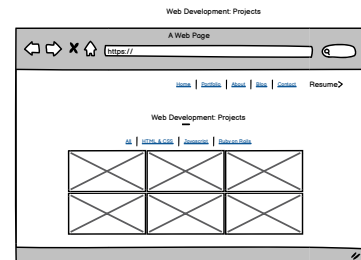 Web Development: Projects
A Web Page
https://
Home | Portfolio | About | Blog | Contact Resume>
Web Development: Projects
All | HTML & CSS | Javascript | Ruby on Rails